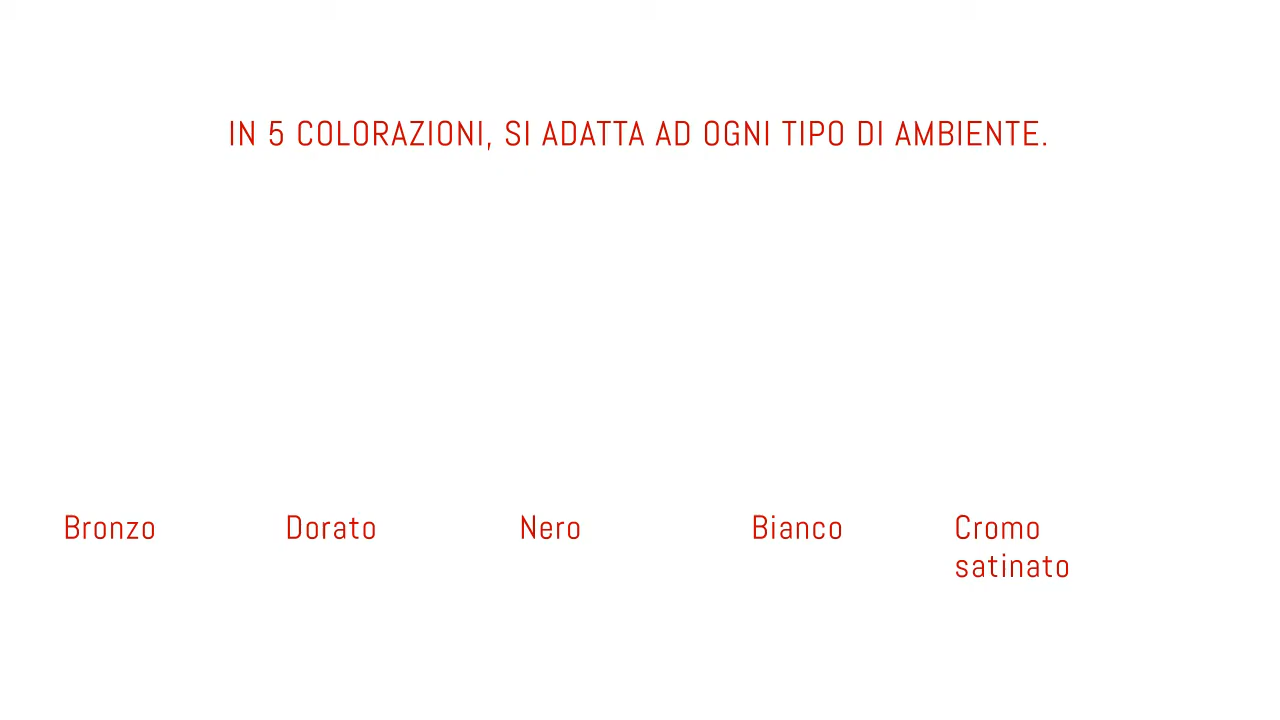 IN 5 COLORAZIONI, SI ADATTA AD OGNI TIPO DI AMBIENTE.
Bronzo
Dorato
Nero
Bianco
Cromo
satinato